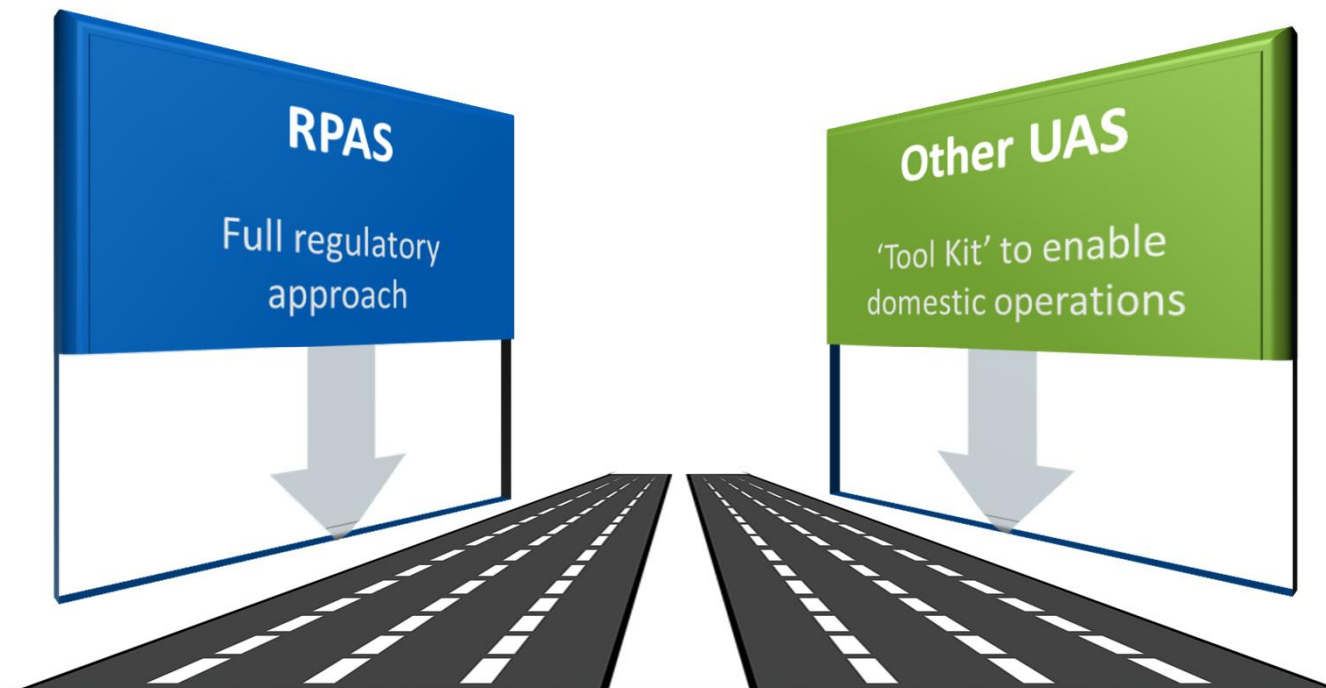 RPAS
Full regulatory
approach
Other UAS
‘Tool Kit’ to enable
domestic operations